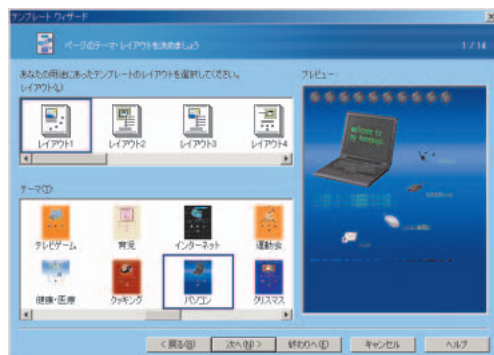 テンプレート ウィザード
ページのテーマ・レイアウトを決めましょう
1 / 14
あなたの用途にあったテンプレートのレイアウトを選択してください。
レイアウト(L)
プレビュー
レイアウト1 レイアウト2 レイアウト3 レイアウト4
Welcome to
My Homepage
テーマ(T)
テレビゲーム 育児 インターネット 運動会
健康・医療 クッキング パソコン クリスマス
< 戻る(B) 次へ(N) > 終わりへ(E) キャンセル ヘルプ